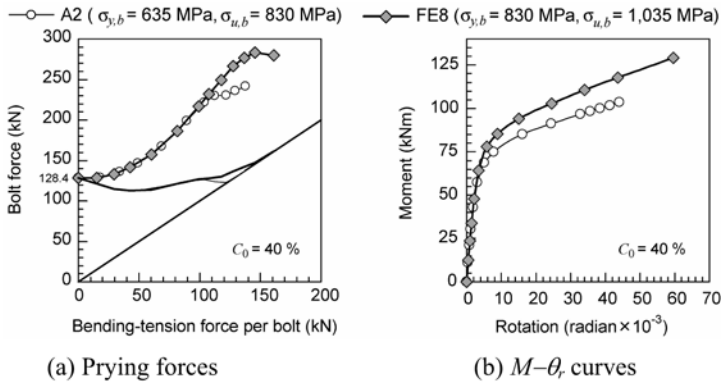 A2 ( σy,b = 635 MPa, σu,b = 830 MPa)
FE8 (σy,b = 830 MPa, σu,b = 1,035 MPa)
300
250
200
150
128.4
100
50
0
Bolt force (kN)
C0 = 40 %
0 50 100 150 200
Bending-tension force per bolt (kN)
(a) Prying forces
125
100
75
50
25
0
Moment (kNm)
C0 = 40 %
0 10 20 30 40 50 60 70
Rotation (radian×10⁻³)
(b) M–θr curves